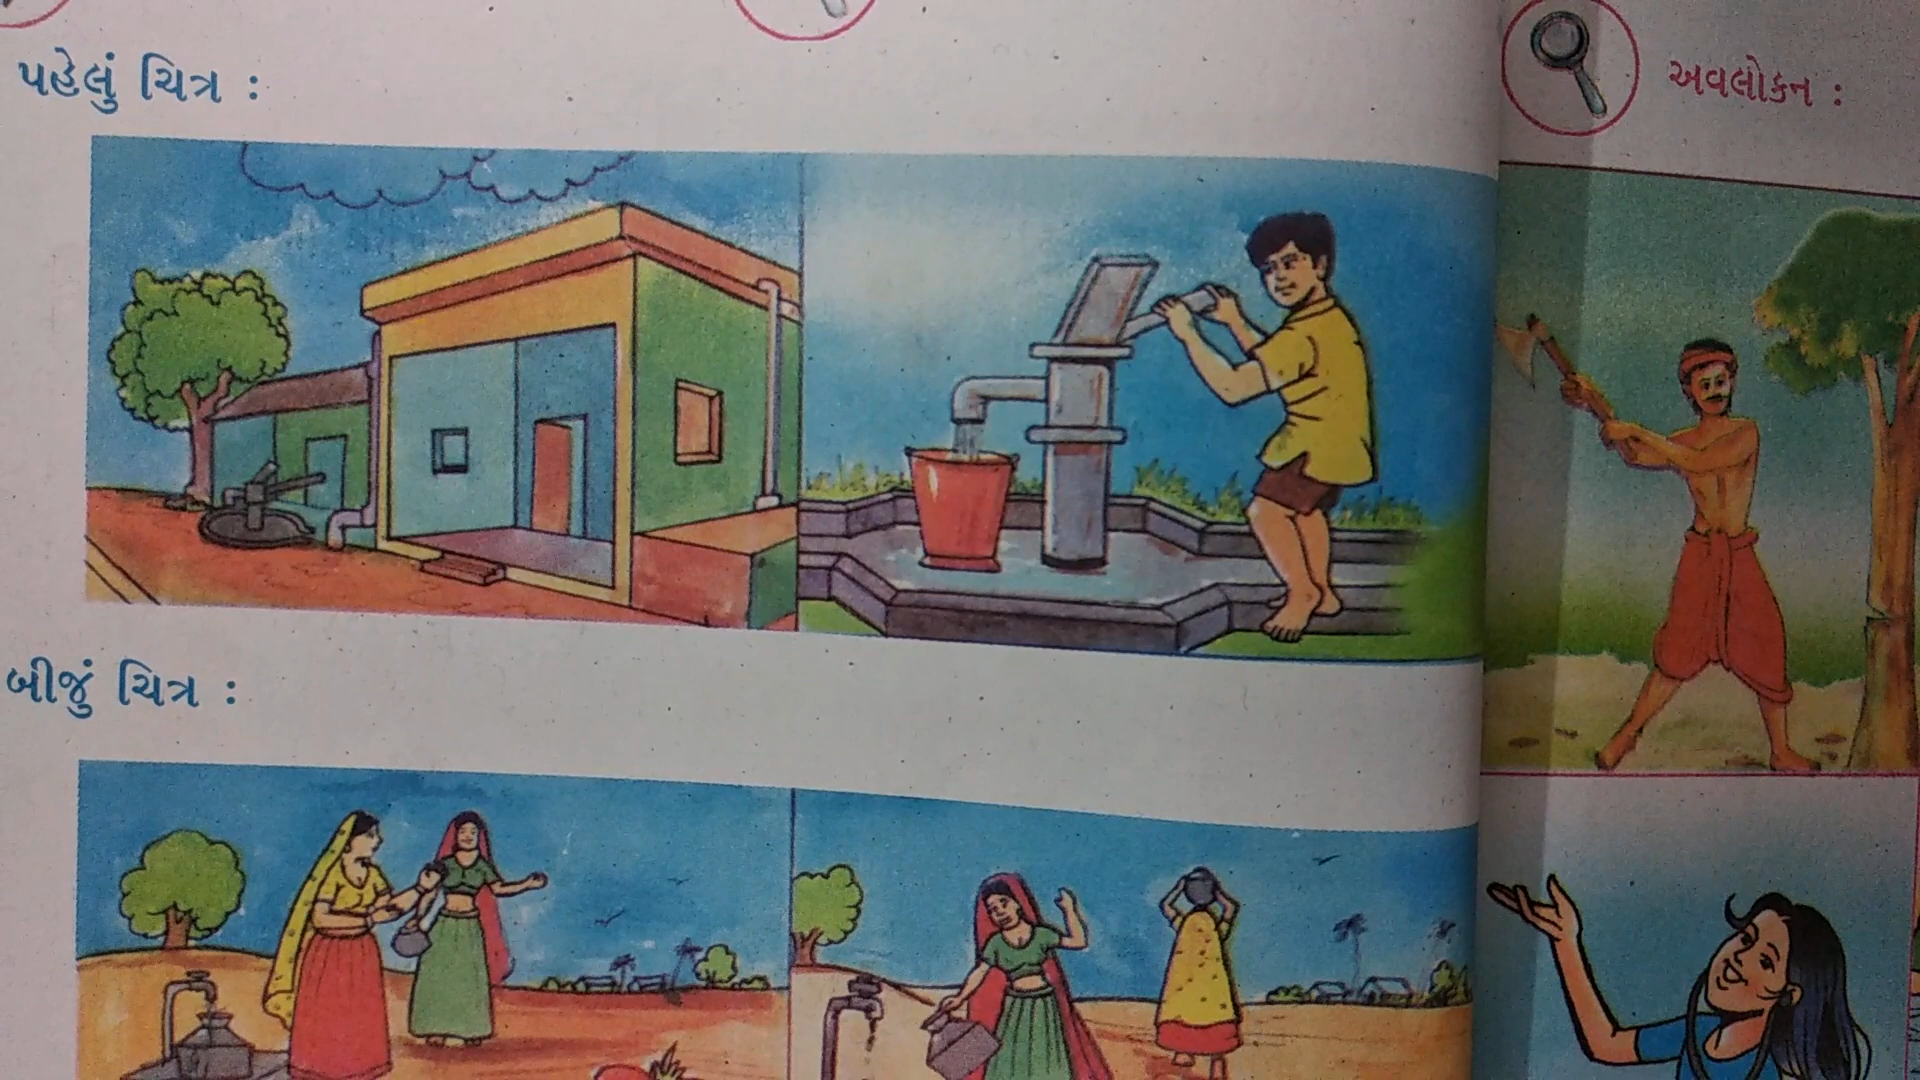 પહેલું ચિત્ર :
બીજું ચિત્ર :
અવલોકન :